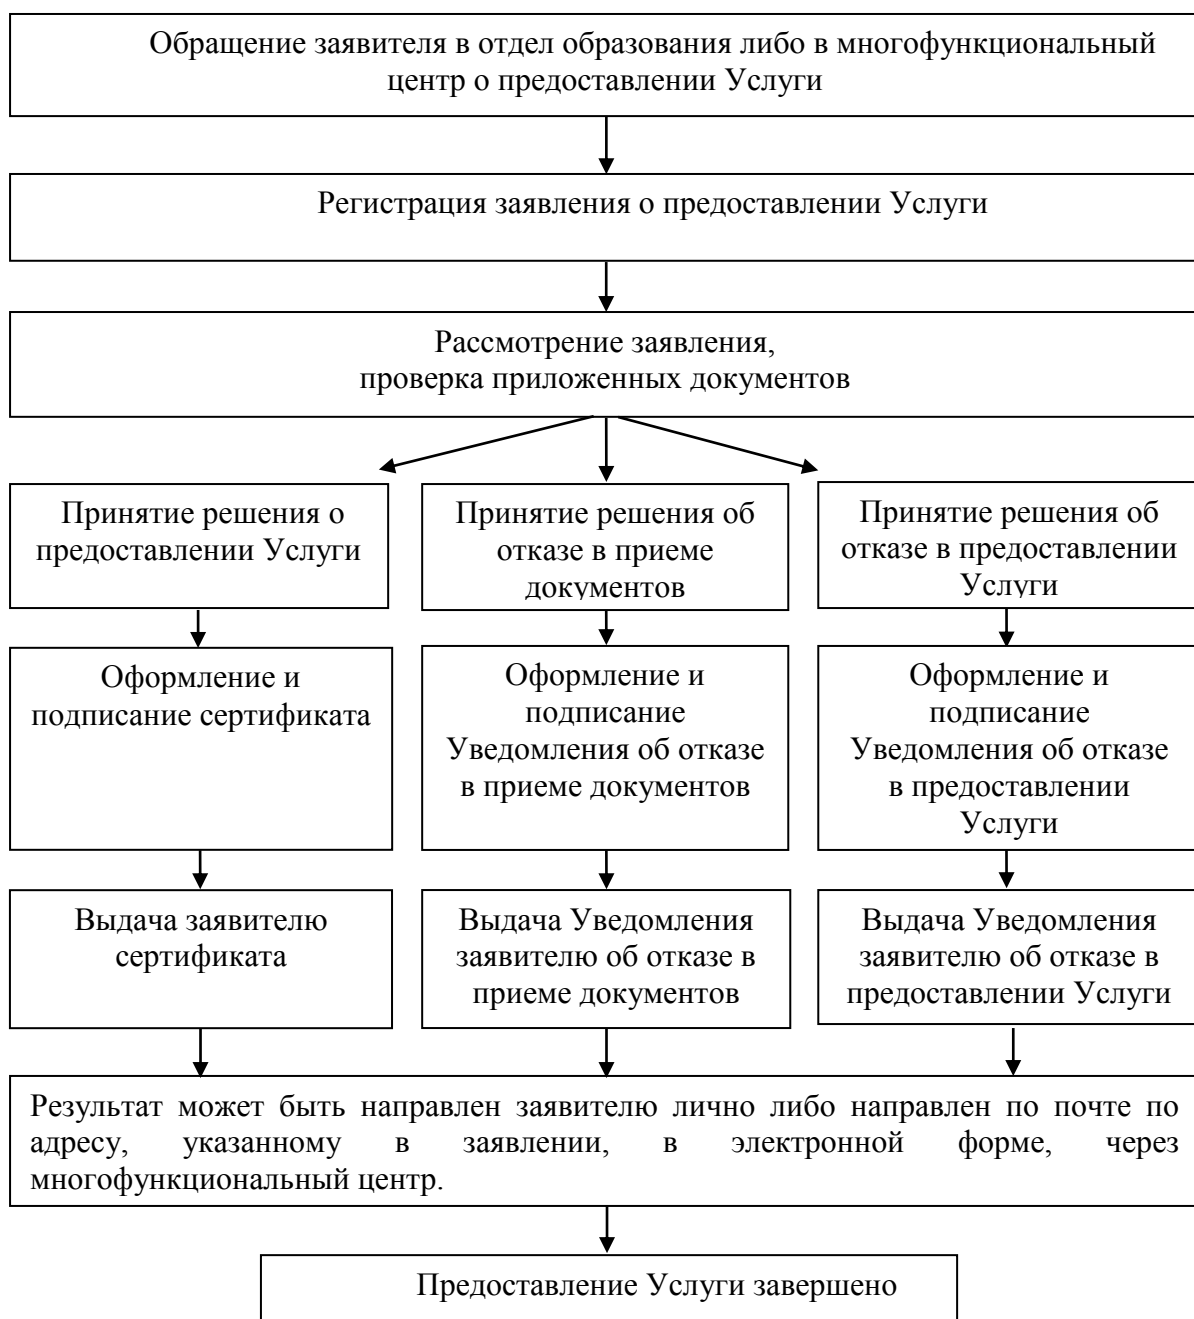 Обращение заявителя в отдел образования либо в многофункциональный
центр о предоставлении Услуги
Регистрация заявления о предоставлении Услуги
Рассмотрение заявления,
проверка приложенных документов
Принятие решения о
предоставлении Услуги
Принятие решения об
отказе в приеме
документов
Принятие решения об
отказе в предоставлении
Услуги
Оформление и
подписание сертификата
Оформление и
подписание
Уведомления об отказе
в приеме документов
Оформление и
подписание
Уведомления об отказе
в предоставлении
Услуги
Выдача заявителю
сертификата
Выдача Уведомления
заявителю об отказе в
приеме документов
Выдача Уведомления
заявителю об отказе в
предоставлении Услуги
Результат может быть направлен заявителю лично либо направлен по почте по
адресу, указанному в заявлении, в электронной форме, через
многофункциональный центр.
Предоставление Услуги завершено